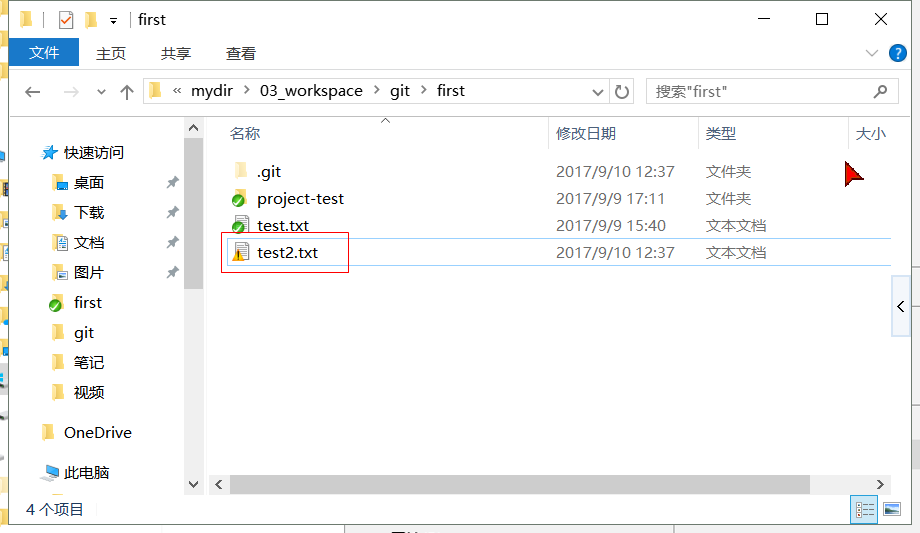 first
文件 主页 共享 查看
« mydir > 03_workspace > git > first 搜索"first"
名称 修改日期 类型 大小
快速访问
桌面
下载
文档
图片
first
git
笔记
视频
OneDrive
此电脑
.git 2017/9/10 12:37 文件夹
project-test 2017/9/9 17:11 文件夹
test.txt 2017/9/9 15:40 文本文档
test2.txt 2017/9/10 12:37 文本文档
4 个项目